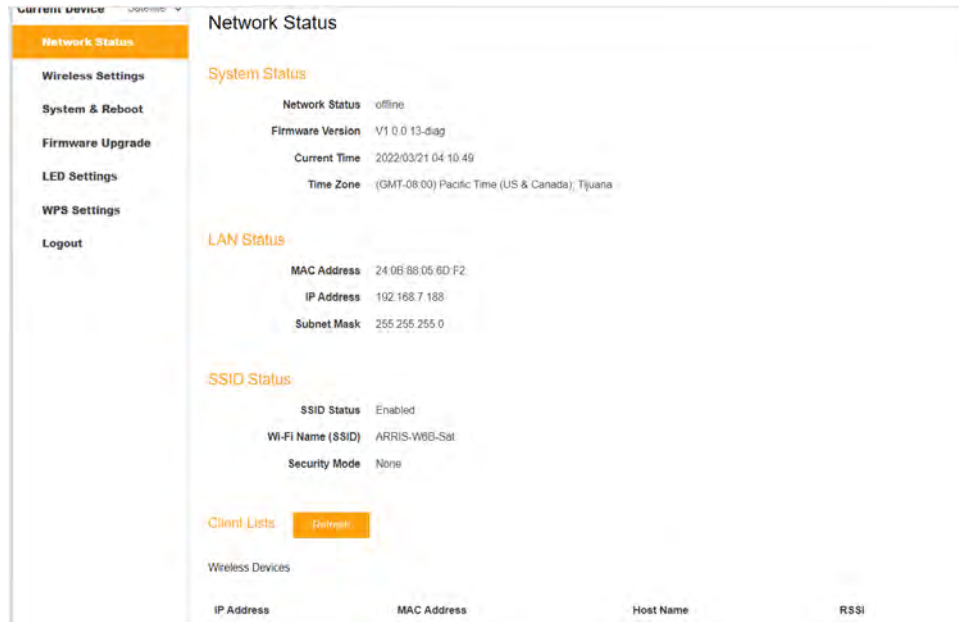 Current Device Satellite
Network Status
Network Status
Wireless Settings
System & Reboot
Firmware Upgrade
LED Settings
WPS Settings
Logout
System Status
Network Status offline
Firmware Version V1.0.0.13-diag
Current Time 2022/03/21 04:10:49
Time Zone (GMT-08:00) Pacific Time (US & Canada); Tijuana
LAN Status
MAC Address 24:0B:88:05:6D:F2
IP Address 192.168.7.188
Subnet Mask 255.255.255.0
SSID Status
SSID Status Enabled
Wi-Fi Name (SSID) ARRIS-W6B-Sat
Security Mode None
Client Lists Refresh
Wireless Devices
IP Address MAC Address Host Name RSSI